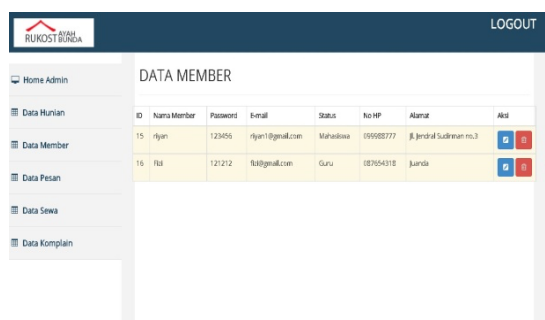 RUKOST AYAH BUNDA
LOGOUT
Home Admin
Data Hunian
Data Member
Data Pesan
Data Sewa
Data Komplain
DATA MEMBER
ID Nama Member Password E-mail Status No HP Alamat Aksi
15 riyan 123456 riyan1@gmail.com Mahasiswa 099988777 Jl. Jendral Sudirman no.3
16 Fizi 121212 fizi@gmail.com Guru 087654318 Juanda